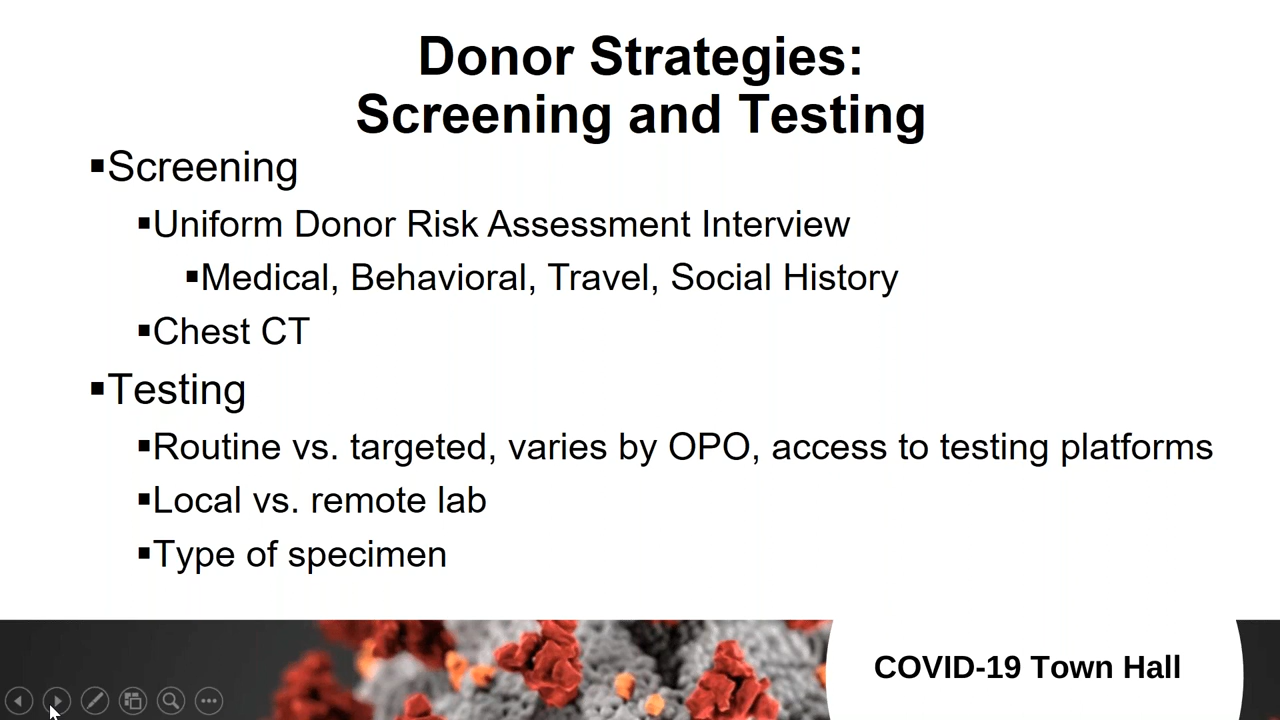 Donor Strategies:
Screening and Testing
▪Screening
▪Uniform Donor Risk Assessment Interview
▪Medical, Behavioral, Travel, Social History
▪Chest CT
▪Testing
▪Routine vs. targeted, varies by OPO, access to testing platforms
▪Local vs. remote lab
▪Type of specimen
COVID-19 Town Hall